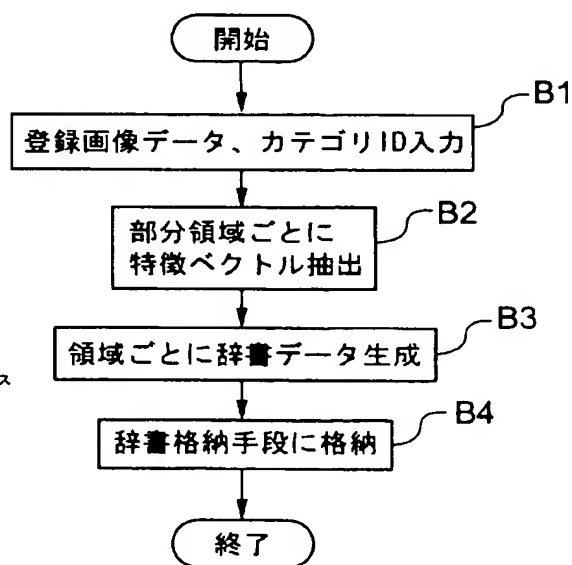 開始
B1
登録画像データ、カテゴリID入力
B2
部分領域ごとに
特徴ベクトル抽出
B3
領域ごとに辞書データ生成
ス
B4
辞書格納手段に格納
終了